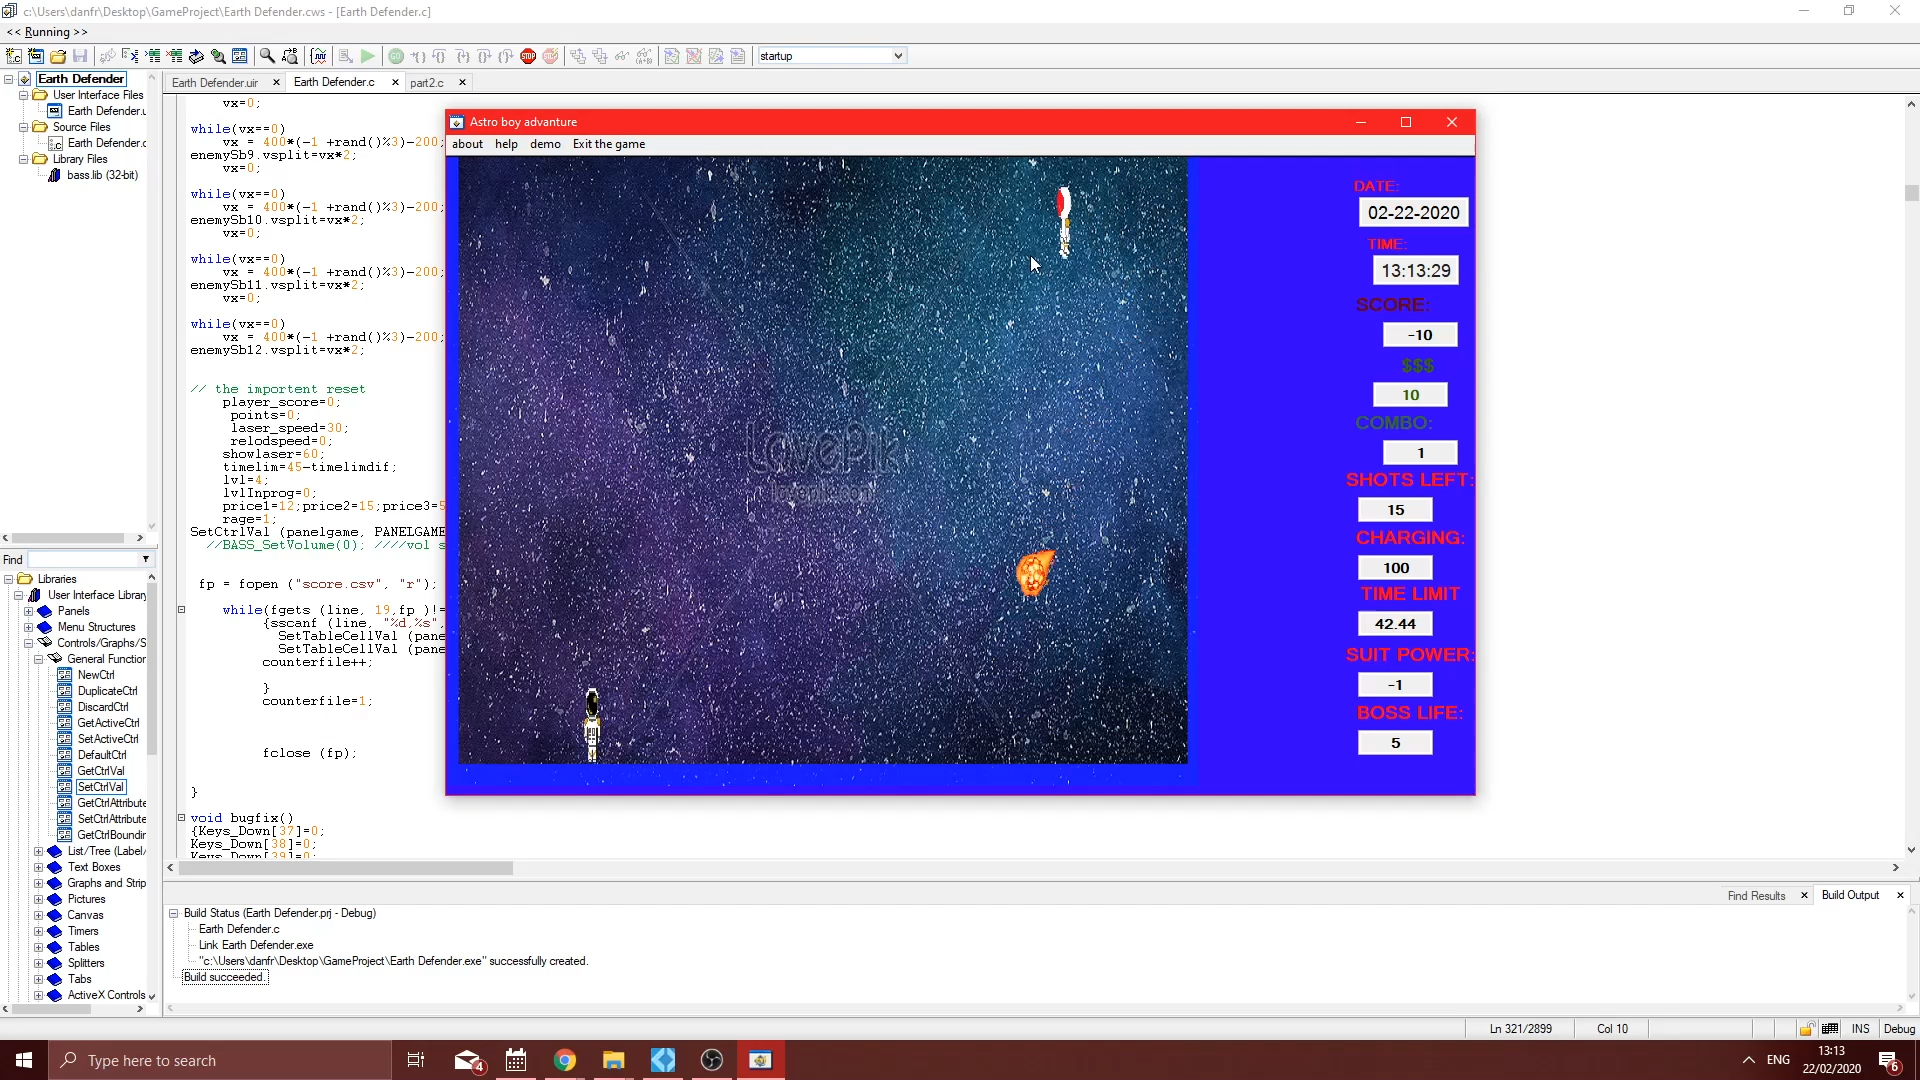 c:\Users\danfr\Desktop\GameProject\Earth Defender.cws - [Earth Defender.c]
<< Running >>
startup
Earth Defender
User Interface Files
Earth Defender.u
Source Files
Earth Defender.c
Library Files
bass.lib (32-bit)
Find
Libraries
User Interface Library
Panels
Menu Structures
Controls/Graphs/S
General Function
NewCtrl
DuplicateCtrl
DiscardCtrl
GetActiveCtrl
SetActiveCtrl
DefaultCtrl
GetCtrlVal
SetCtrlVal
GetCtrlAttribute
SetCtrlAttribute
GetCtrlBoundin
List/Tree (Label/
Text Boxes
Graphs and Strip
Pictures
Canvas
Timers
Tables
Splitters
Tabs
ActiveX Controls
Earth Defender.uir
Earth Defender.c
part2.c
vx=0;
while(vx==0)
vx = 400*(-1 +rand()%3)-200;
enemySb9.vsplit=vx*2;
vx=0;
while(vx==0)
vx = 400*(-1 +rand()%3)-200;
enemySb10.vsplit=vx*2;
vx=0;
while(vx==0)
vx = 400*(-1 +rand()%3)-200;
enemySb11.vsplit=vx*2;
vx=0;
while(vx==0)
vx = 400*(-1 +rand()%3)-200;
enemySb12.vsplit=vx*2;
// the importent reset
player_score=0;
points=0;
laser_speed=30;
relodspeed=0;
showlaser=60;
timelim=45-timelimdif;
lvl=4;
lvlInprog=0;
price1=12;price2=15;price3=5
rage=1;
SetCtrlVal (panelgame, PANELGAME
//BASS_SetVolume(0); ////vol s
fp = fopen ("score.csv", "r");
while(fgets (line, 19,fp )!=
{sscanf (line, "%d,%s",
SetTableCellVal (pane
SetTableCellVal (pane
counterfile++;
}
counterfile=1;
fclose (fp);
}
void bugfix()
{Keys_Down[37]=0;
Keys_Down[38]=0;
Keys_Down[39]=0;
Astro boy advanture
about help demo Exit the game
LovePik
lovepik.com
DATE:
02-22-2020
TIME:
13:13:29
SCORE:
-10
$$$
10
COMBO:
1
SHOTS LEFT:
15
CHARGING:
100
TIME LIMIT
42.44
SUIT POWER:
-1
BOSS LIFE:
5
Find Results
Build Output
Build Status (Earth Defender.prj - Debug)
Earth Defender.c
Link Earth Defender.exe
"c:\Users\danfr\Desktop\GameProject\Earth Defender.exe" successfully created.
Build succeeded.
Ln 321/2899
Col 10
INS
Debug
Type here to search
4
ENG
13:13
22/02/2020
6